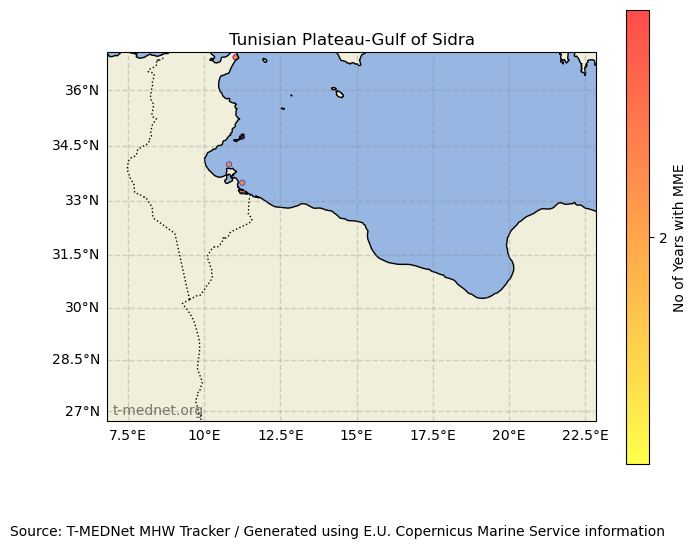 Tunisian Plateau-Gulf of Sidra
36°N
34.5°N
33°N
31.5°N
30°N
28.5°N
27°N
t-mednet.org
7.5°E 10°E 12.5°E 15°E 17.5°E 20°E 22.5°E
2
No of Years with MME
Source: T-MEDNet MHW Tracker / Generated using E.U. Copernicus Marine Service information